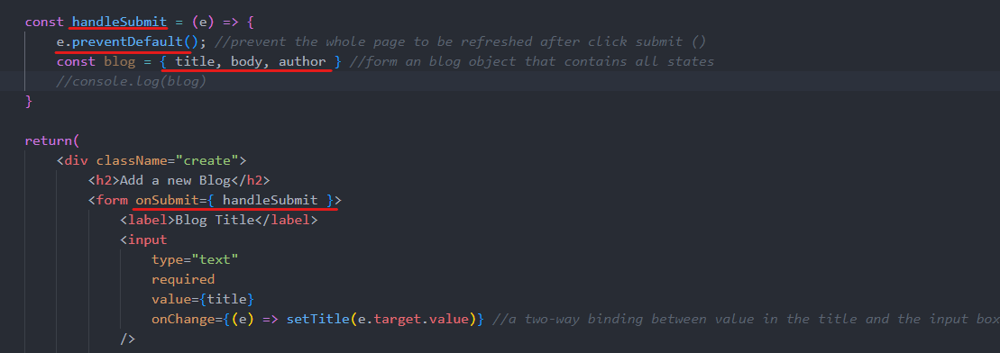 const handleSubmit = (e) => {
e.preventDefault(); //prevent the whole page to be refreshed after click submit ()
const blog = { title, body, author } //form an blog object that contains all states
//console.log(blog)
}
return(
<div className="create">
<h2>Add a new Blog</h2>
<form onSubmit={ handleSubmit }>
<label>Blog Title</label>
<input
type="text"
required
value={title}
onChange={(e) => setTitle(e.target.value)} //a two-way binding between value in the title and the input box
/>